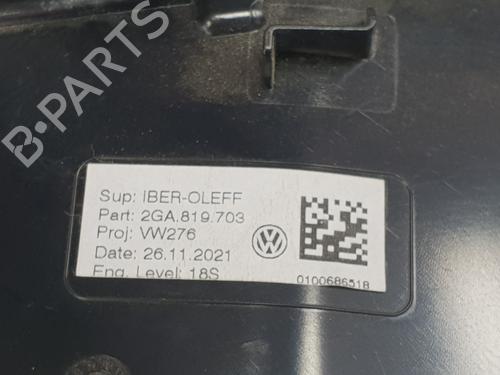 B-PARTS
Sup: IBER-OLEFF
Part: 2GA.819.703
Proj: VW276
Date: 26.11.2021
Eng. Level: 18S
0100686518